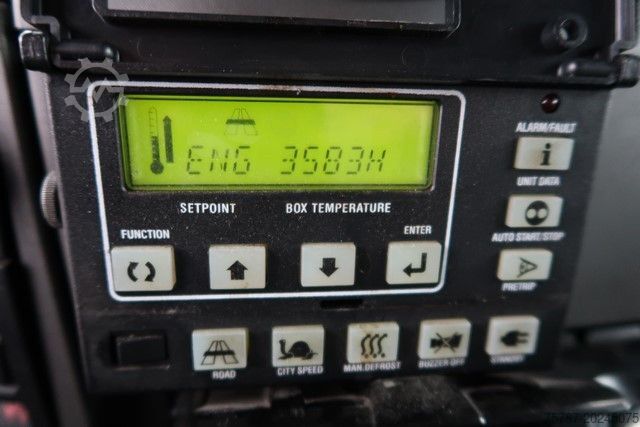 ENG 3583H
SETPOINT BOX TEMPERATURE
FUNCTION ENTER
ALARM/FAULT
i
UNIT DATA
AUTO START/STOP
PRETRIP
ROAD CITY SPEED MAN.DEFROST BUZZER OFF STANDBY